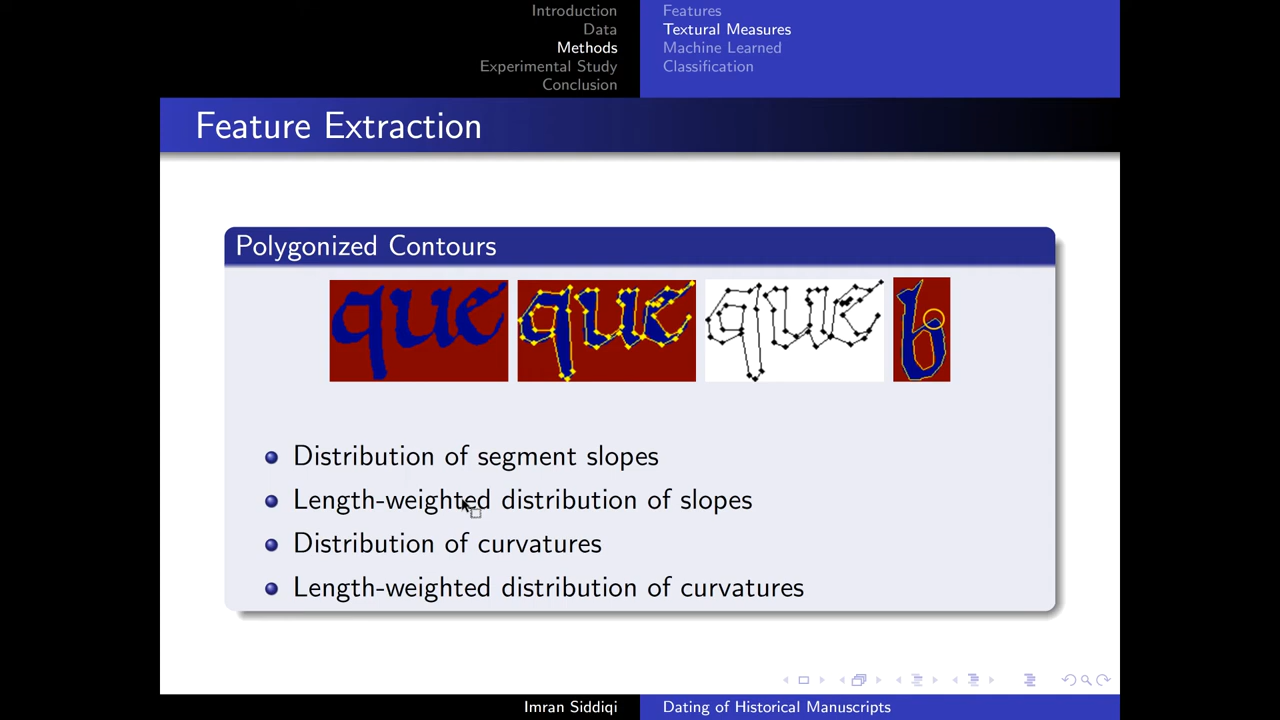 Introduction
Data
Methods
Experimental Study
Conclusion
Features
Textural Measures
Machine Learned
Classification
Feature Extraction
Polygonized Contours
que que que b
Distribution of segment slopes
Length-weighted distribution of slopes
Distribution of curvatures
Length-weighted distribution of curvatures
Imran Siddiqi Dating of Historical Manuscripts